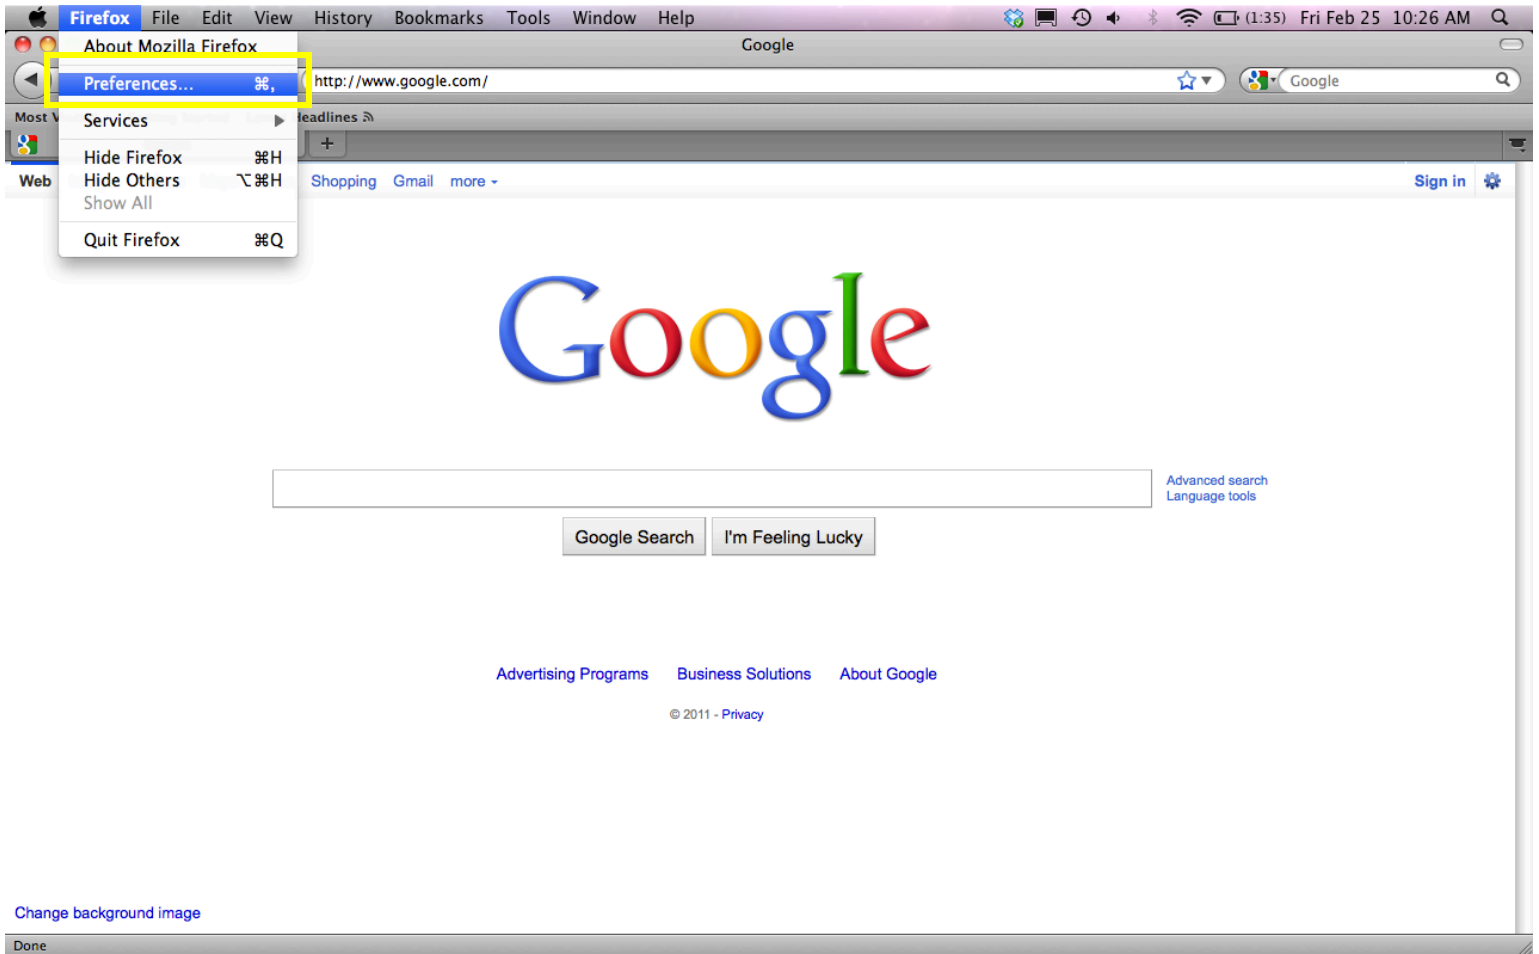 Firefox File Edit View History Bookmarks Tools Window Help (1:35) Fri Feb 25 10:26 AM
Google
About Mozilla Firefox
Preferences... ⌘,
http://www.google.com/
Google
Most V
Services
Headlines
Hide Firefox ⌘H
Hide Others ⌥⌘H
Show All
Quit Firefox ⌘Q
Web Shopping Gmail more
Sign in
Google
Advanced search
Language tools
Google Search I'm Feeling Lucky
Advertising Programs Business Solutions About Google
© 2011 - Privacy
Change background image
Done